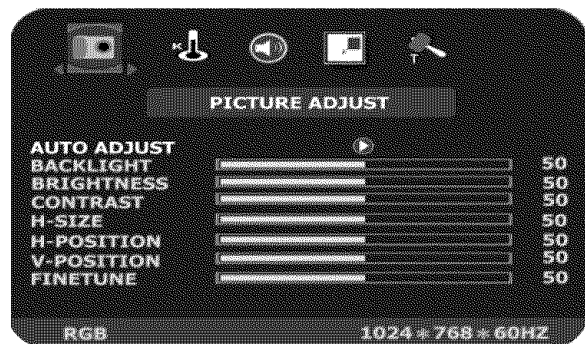 K
T
PICTURE ADJUST
AUTO ADJUST
BACKLIGHT 50
BRIGHTNESS 50
CONTRAST 50
H-SIZE 50
H-POSITION 50
V-POSITION 50
FINETUNE 50
RGB 1024*768*60HZ